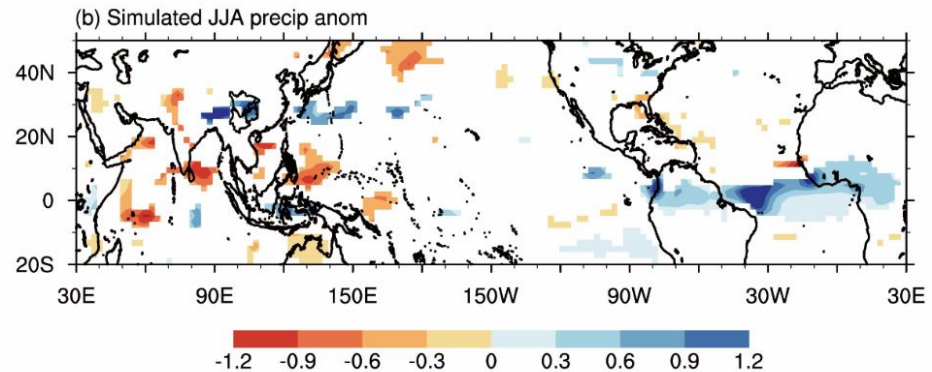 (b) Simulated JJA precip anom
40N
20N
0
20S
30E 90E 150E 150W 90W 30W 30E
-1.2 -0.9 -0.6 -0.3 0 0.3 0.6 0.9 1.2